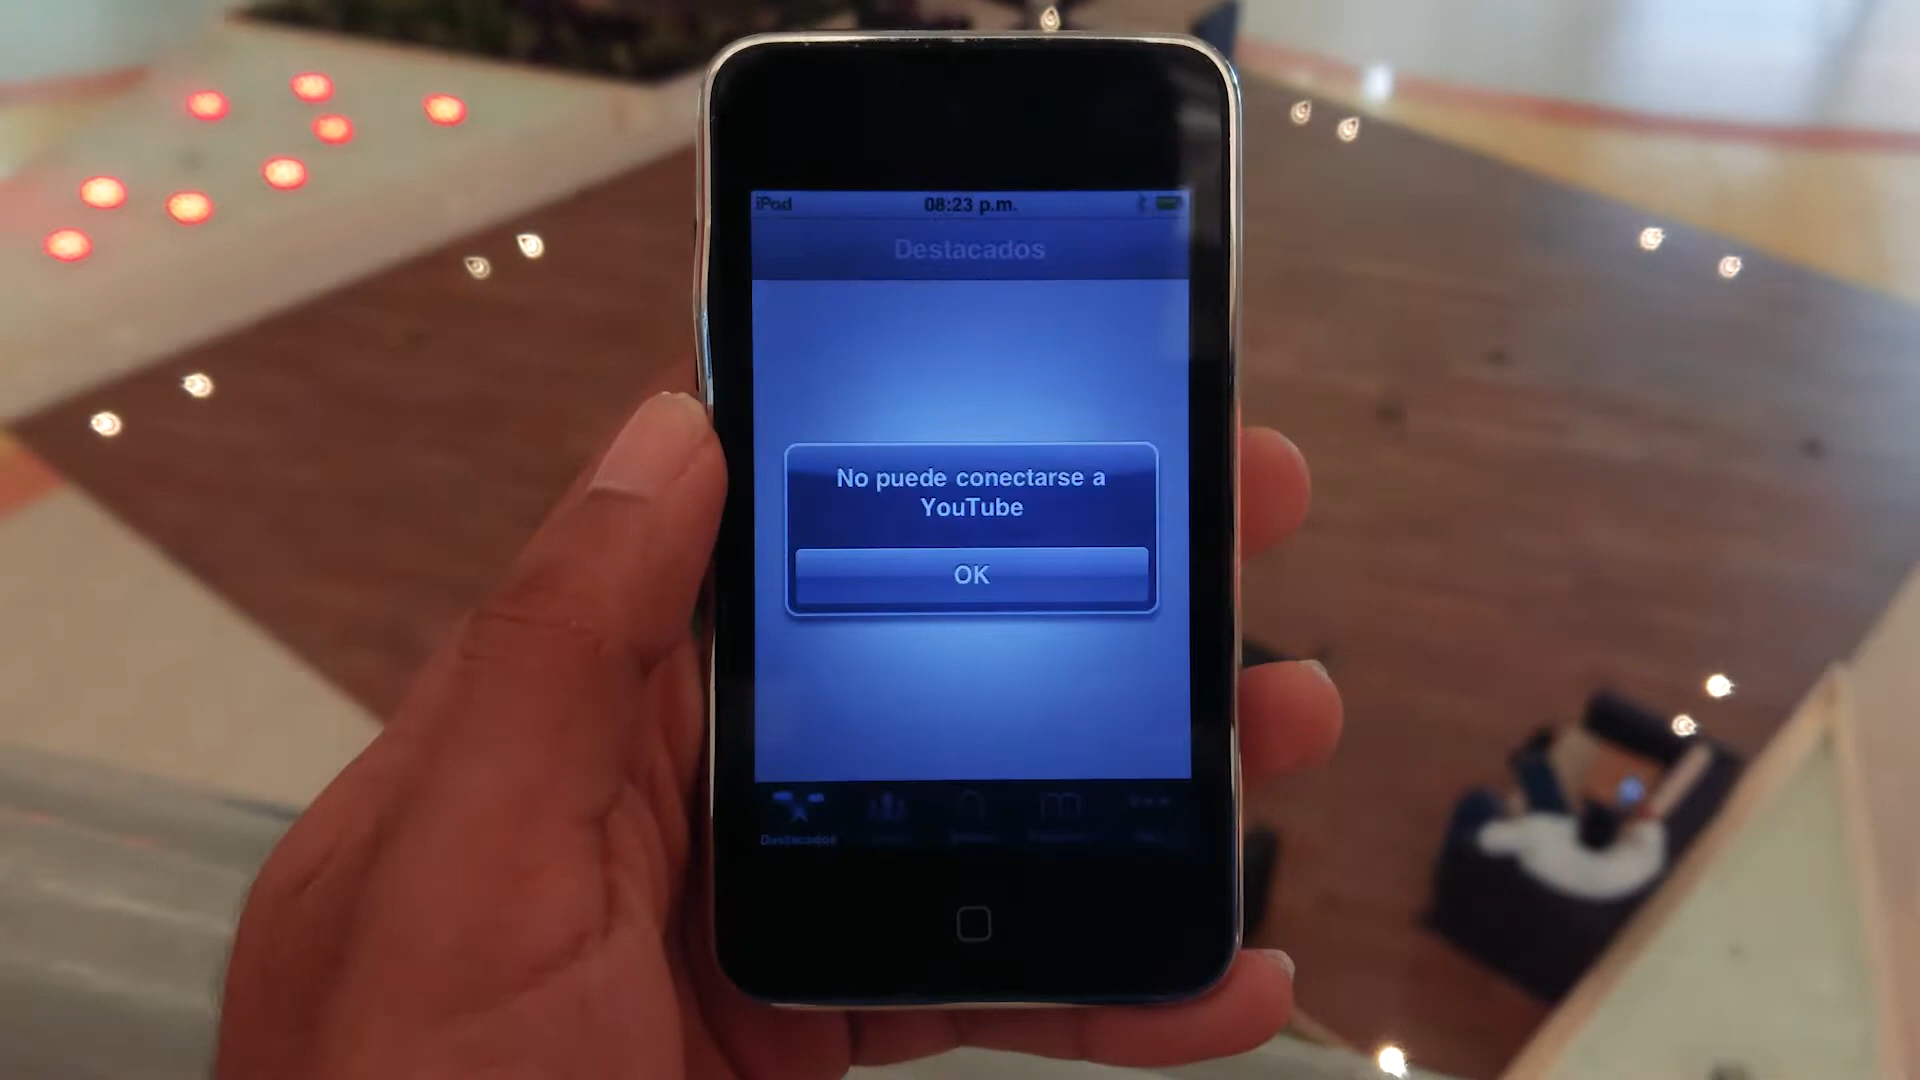 iPod
08:23 p.m.
Destacados
No puede conectarse a
YouTube
OK
Destacados